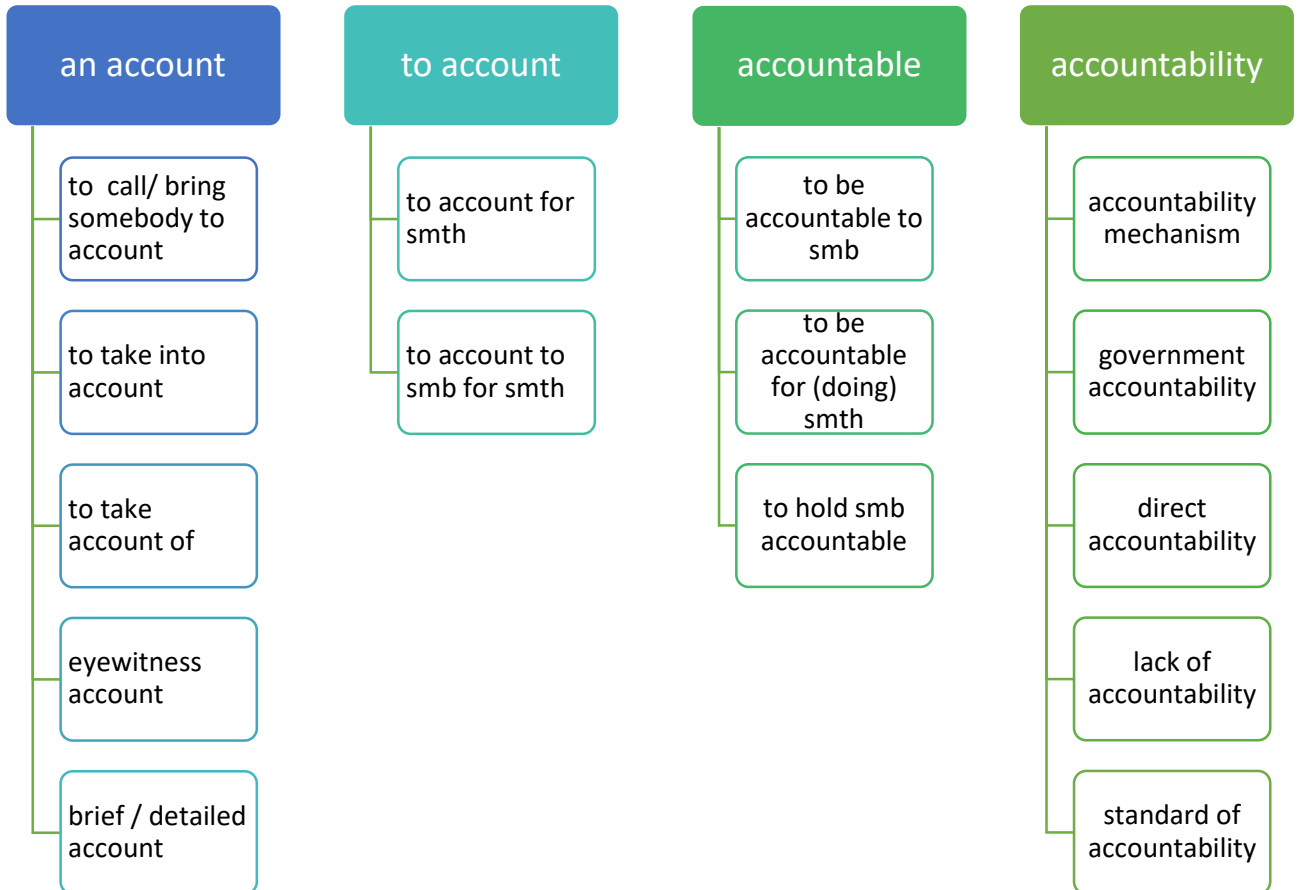 an account
to call/ bring
somebody to
account
to take into
account
to take
account of
eyewitness
account
brief / detailed
account
to account
to account for
smth
to account to
smb for smth
accountable
to be
accountable to
smb
to be
accountable
for (doing)
smth
to hold smb
accountable
accountability
accountability
mechanism
government
accountability
direct
accountability
lack of
accountability
standard of
accountability